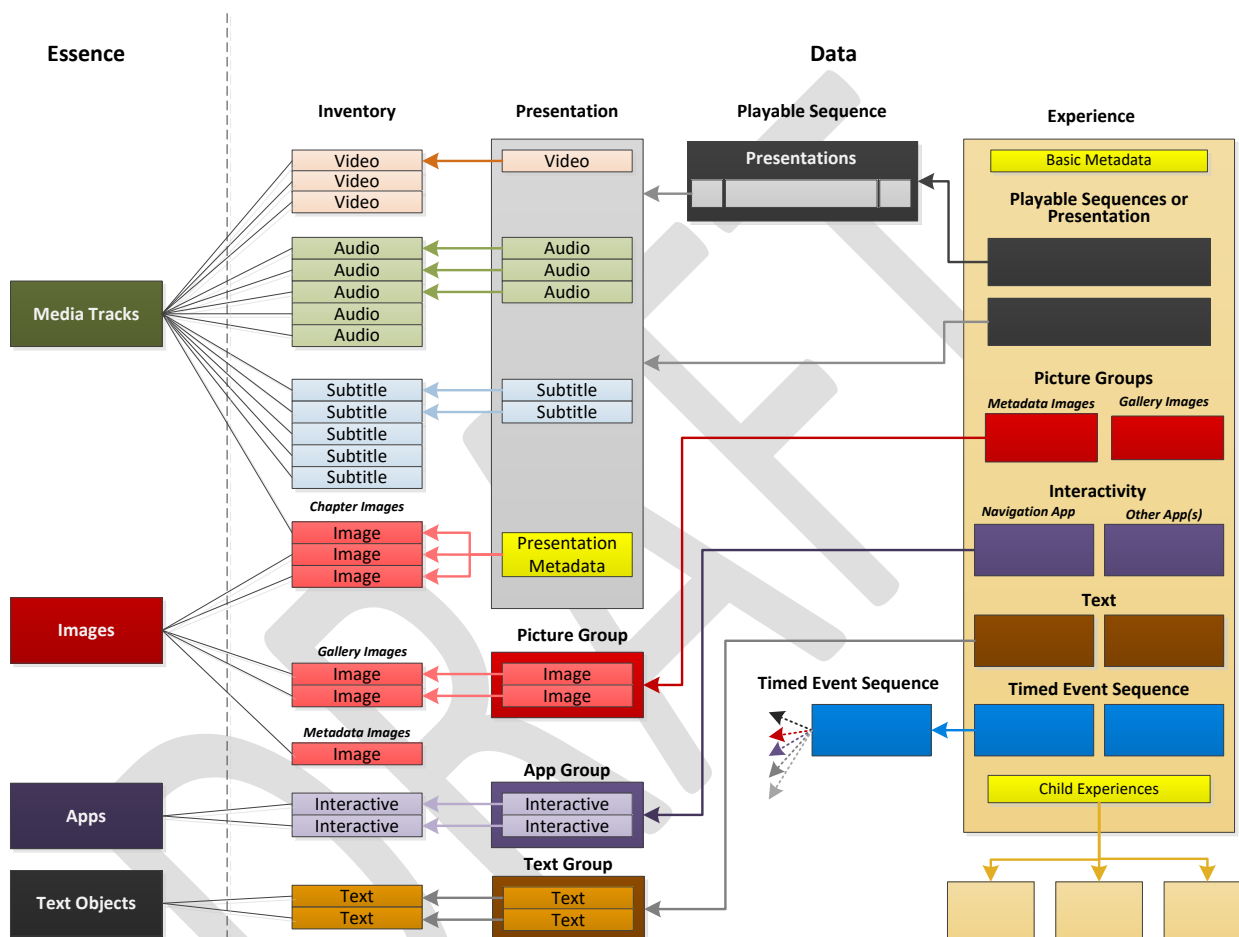 Essence
Data
Inventory
Presentation
Playable Sequence
Experience
Video
Video
Video
Video
Presentations
Basic Metadata
Playable Sequences or
Presentation
Audio
Audio
Audio
Audio
Audio
Audio
Audio
Audio
Media Tracks
Subtitle
Subtitle
Subtitle
Subtitle
Subtitle
Subtitle
Subtitle
Picture Groups
Metadata Images
Gallery Images
Chapter Images
Image
Image
Image
Presentation
Metadata
Interactivity
Navigation App
Other App(s)
Images
Text
Picture Group
Gallery Images
Image
Image
Image
Image
Timed Event Sequence
Timed Event Sequence
Metadata Images
Image
App Group
Child Experiences
Apps
Interactive
Interactive
Interactive
Interactive
Text Group
Text Objects
Text
Text
Text
Text
DRAFT